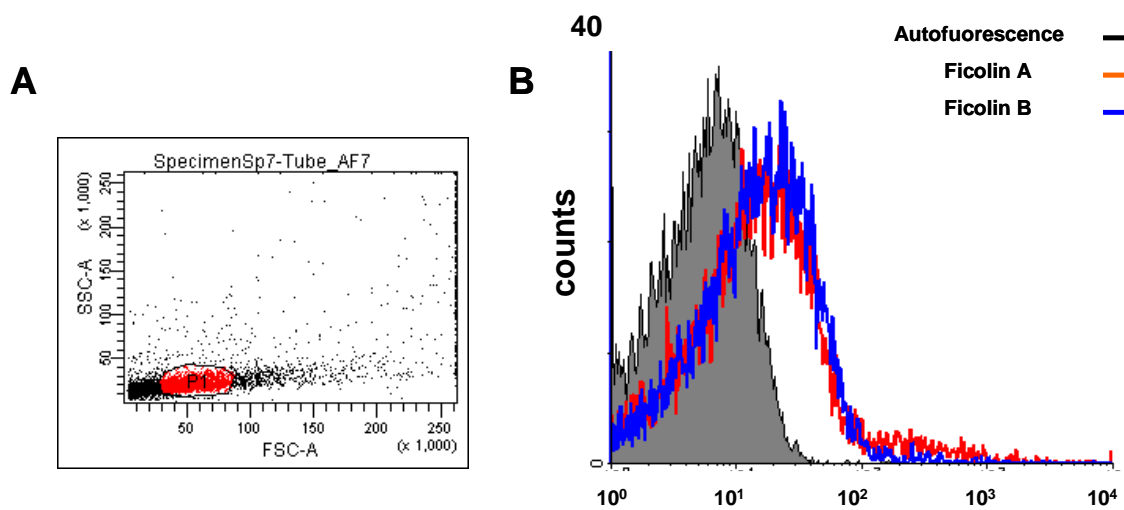 A
SpecimenSp7-Tube_AF7
(x 1,000)
SSC-A
250
200
150
100
50
P1
50 100 150 200 250
FSC-A
(x 1,000)
B
40
counts
0
Autofuorescence
Ficolin A
Ficolin B
10⁰ 10¹ 10² 10³ 10⁴